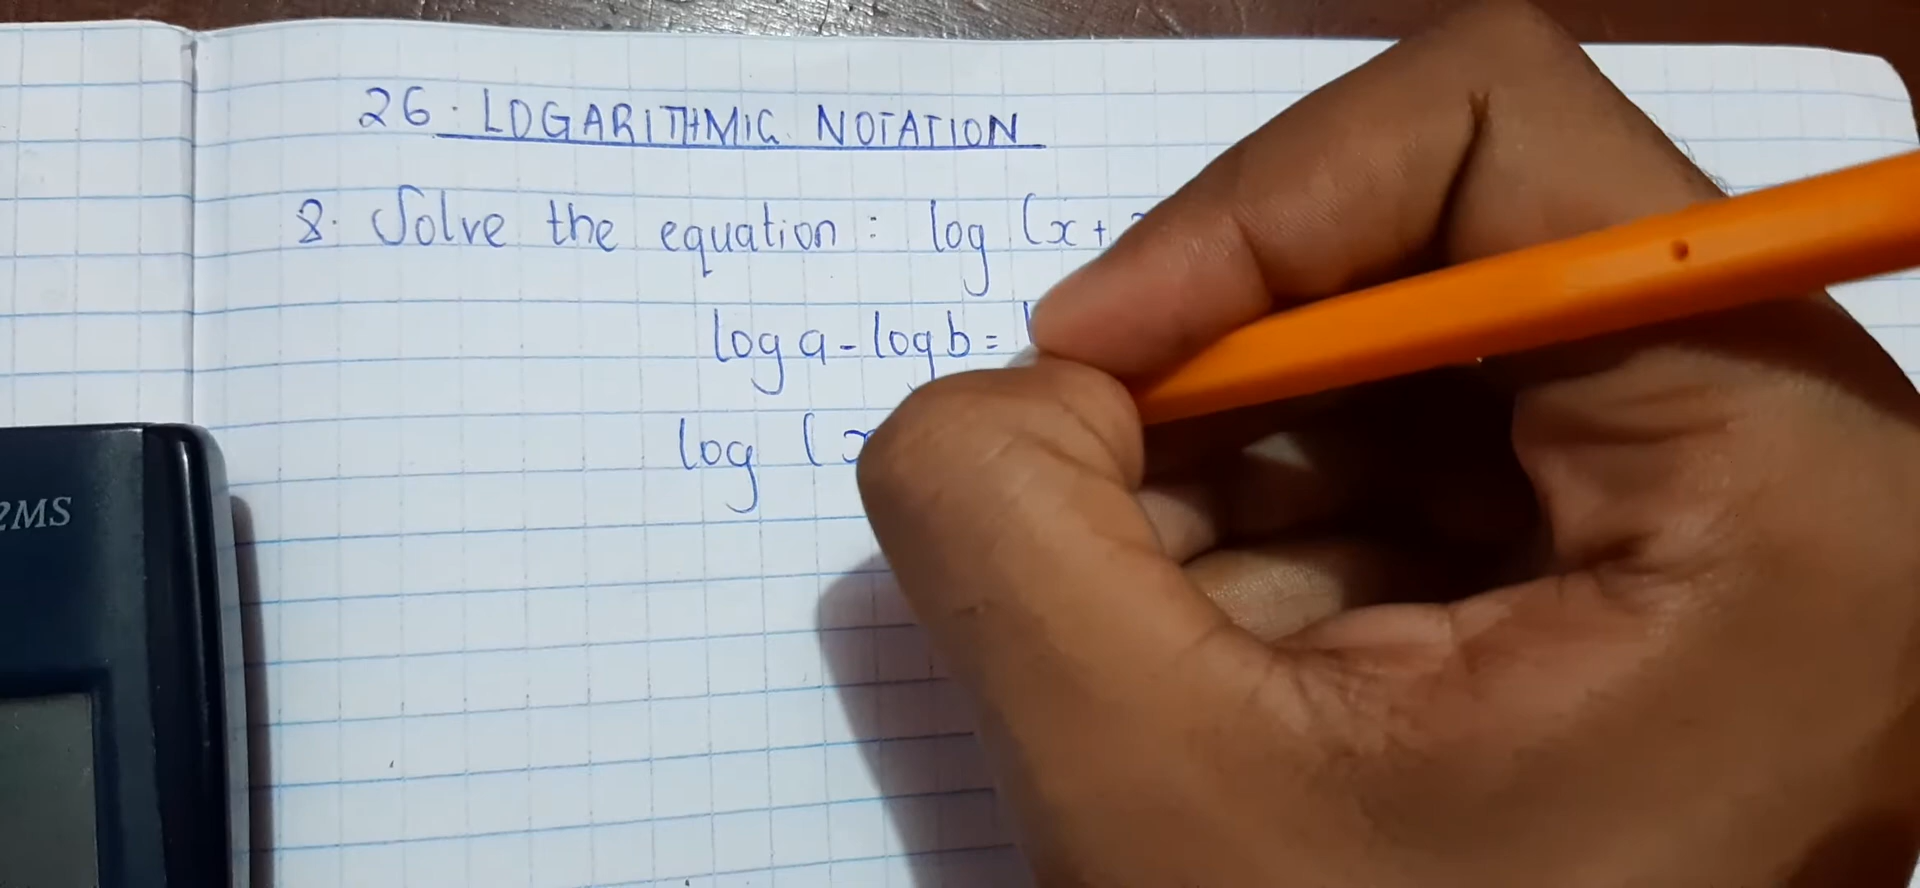 26. LOGARITHMIC NOTATION
8. Solve the equation : log (x+
log a - log b =
log (x
2MS